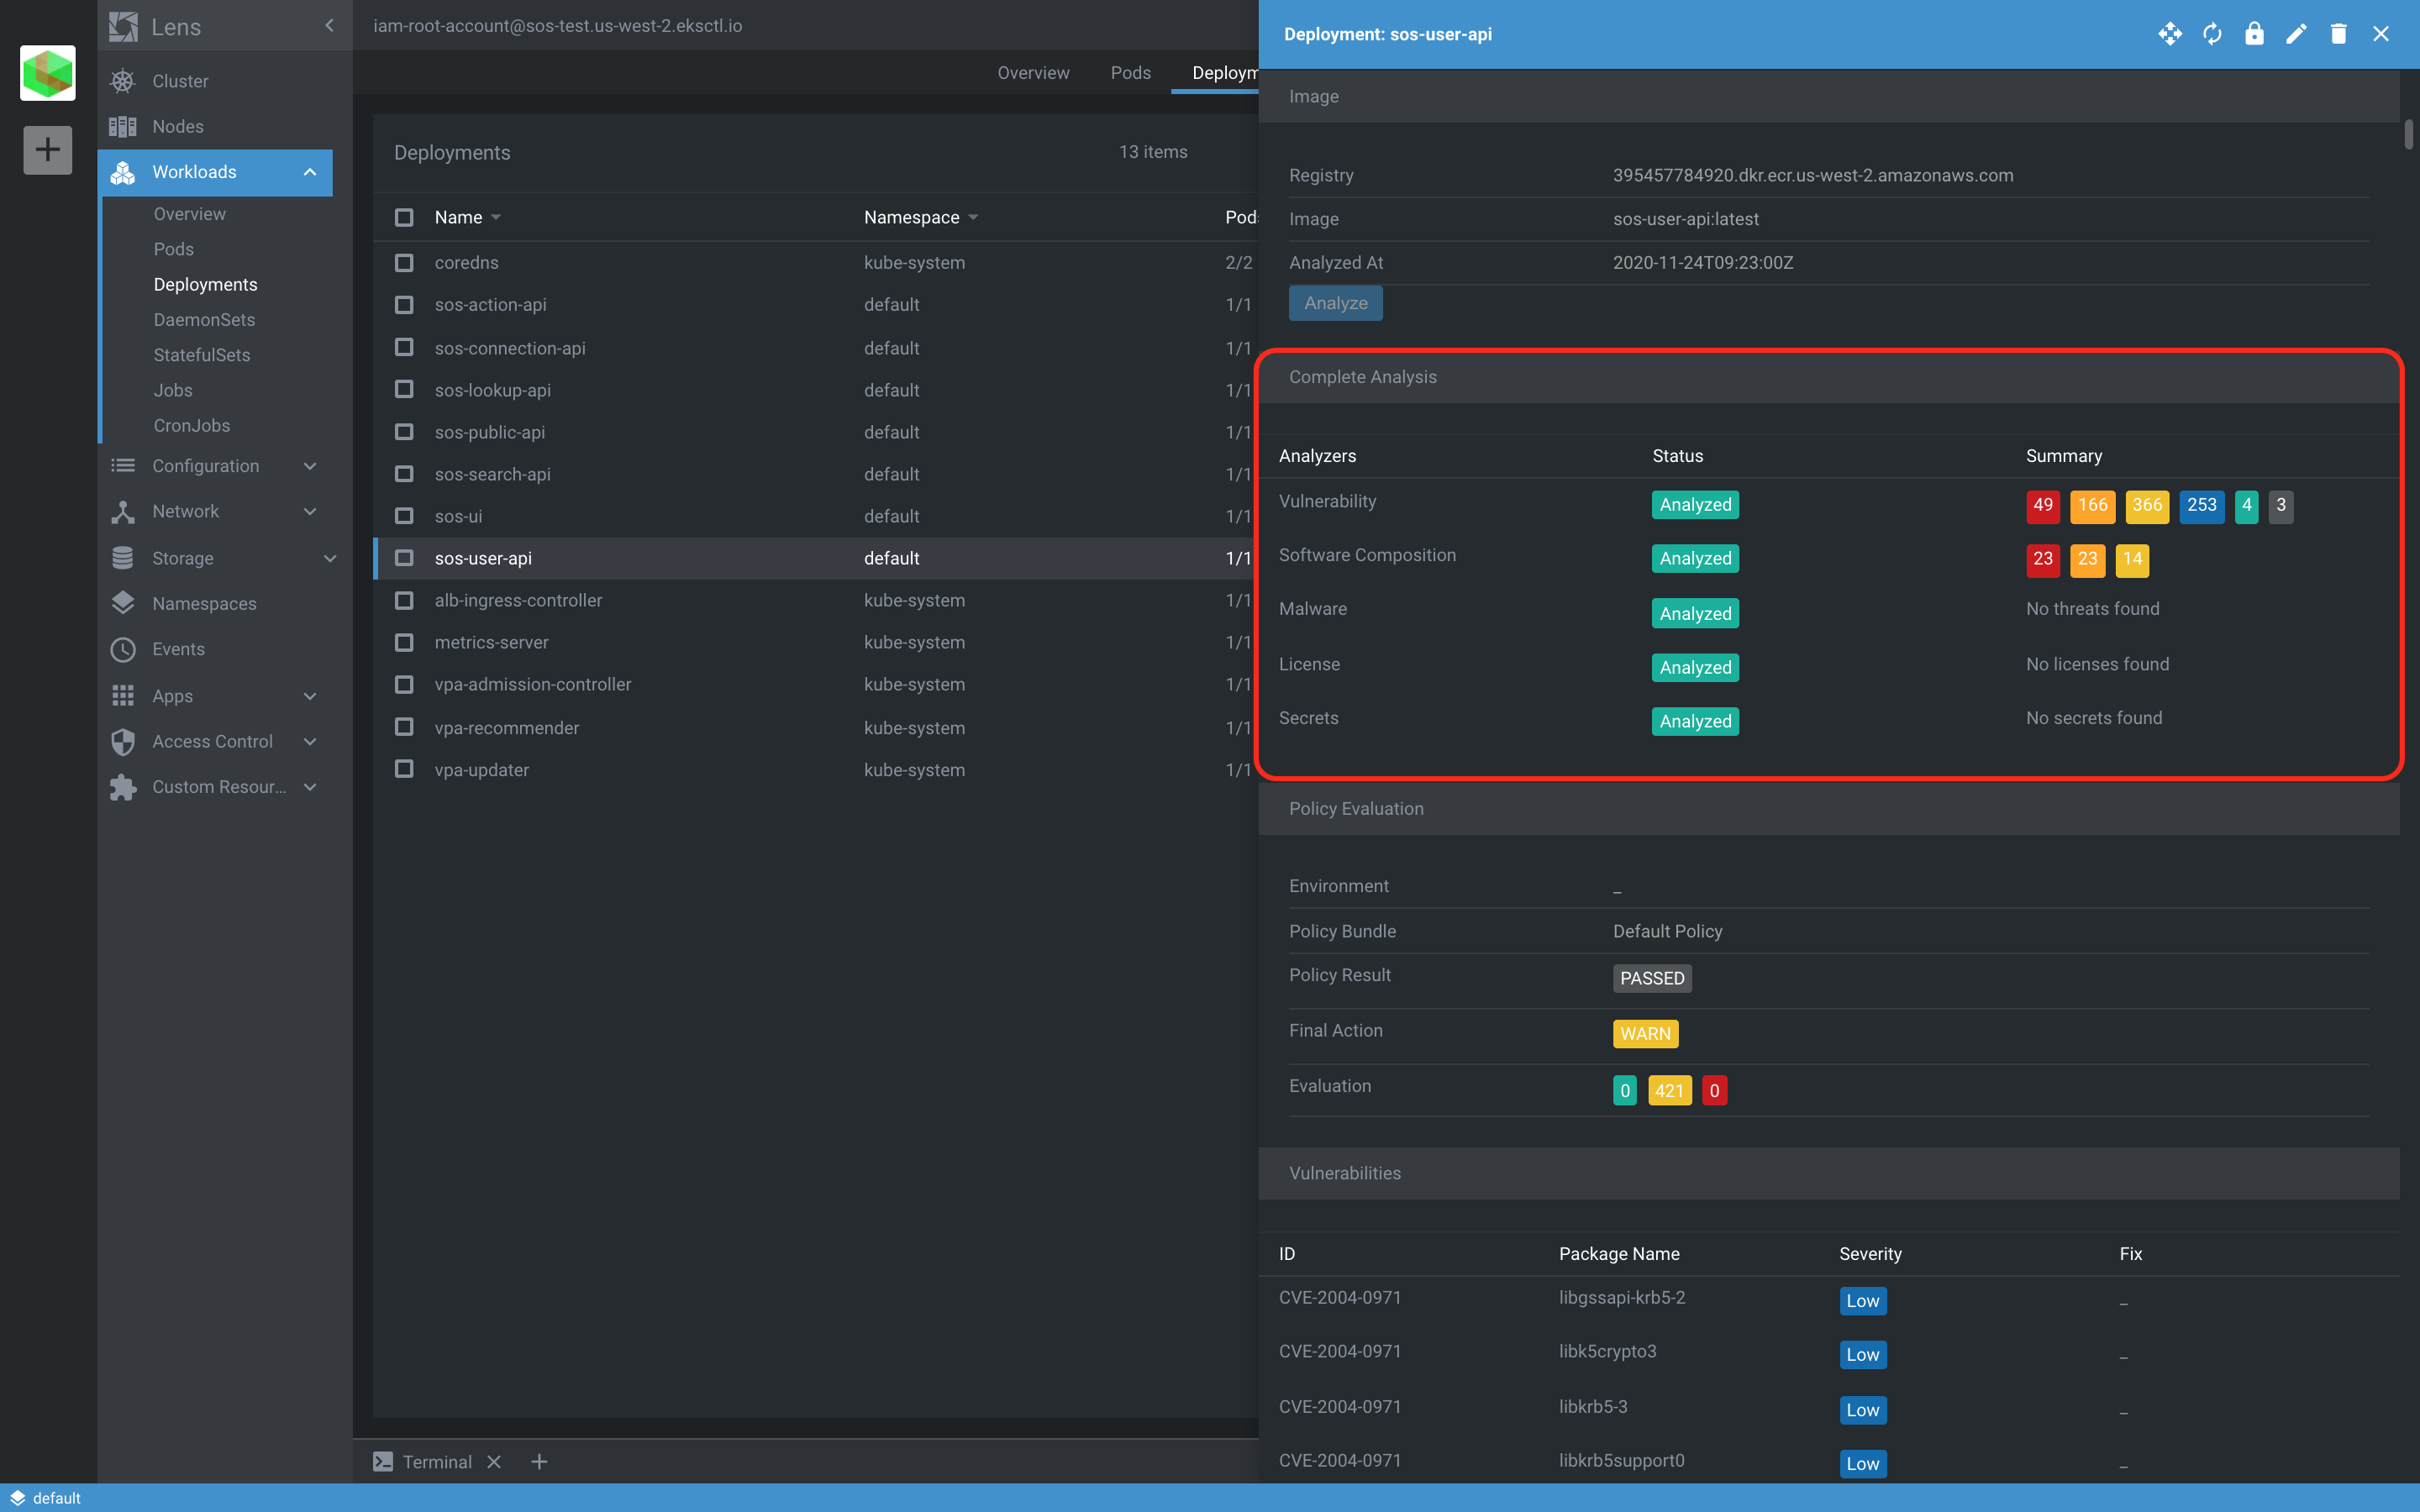 Lens
Cluster
Nodes
Workloads
Overview
Pods
Deployments
DaemonSets
StatefulSets
Jobs
CronJobs
Configuration
Network
Storage
Namespaces
Events
Apps
Access Control
Custom Resour...
iam-root-account@sos-test.us-west-2.eksctl.io
Overview Pods Deploym
Deployments 13 items
Name Namespace Pod
coredns kube-system 2/2
sos-action-api default 1/1
sos-connection-api default 1/1
sos-lookup-api default 1/1
sos-public-api default 1/1
sos-search-api default 1/1
sos-ui default 1/1
sos-user-api default 1/1
alb-ingress-controller kube-system 1/1
metrics-server kube-system 1/1
vpa-admission-controller kube-system 1/1
vpa-recommender kube-system 1/1
vpa-updater kube-system 1/1
Terminal
Deployment: sos-user-api
Image
Registry 395457784920.dkr.ecr.us-west-2.amazonaws.com
Image sos-user-api:latest
Analyzed At 2020-11-24T09:23:00Z
Analyze
Complete Analysis
Analyzers Status Summary
Vulnerability Analyzed 49 166 366 253 4 3
Software Composition Analyzed 23 23 14
Malware Analyzed No threats found
License Analyzed No licenses found
Secrets Analyzed No secrets found
Policy Evaluation
Environment _
Policy Bundle Default Policy
Policy Result PASSED
Final Action WARN
Evaluation 0 421 0
Vulnerabilities
ID Package Name Severity Fix
CVE-2004-0971 libgssapi-krb5-2 Low _
CVE-2004-0971 libk5crypto3 Low _
CVE-2004-0971 libkrb5-3 Low _
CVE-2004-0971 libkrb5support0 Low _
default